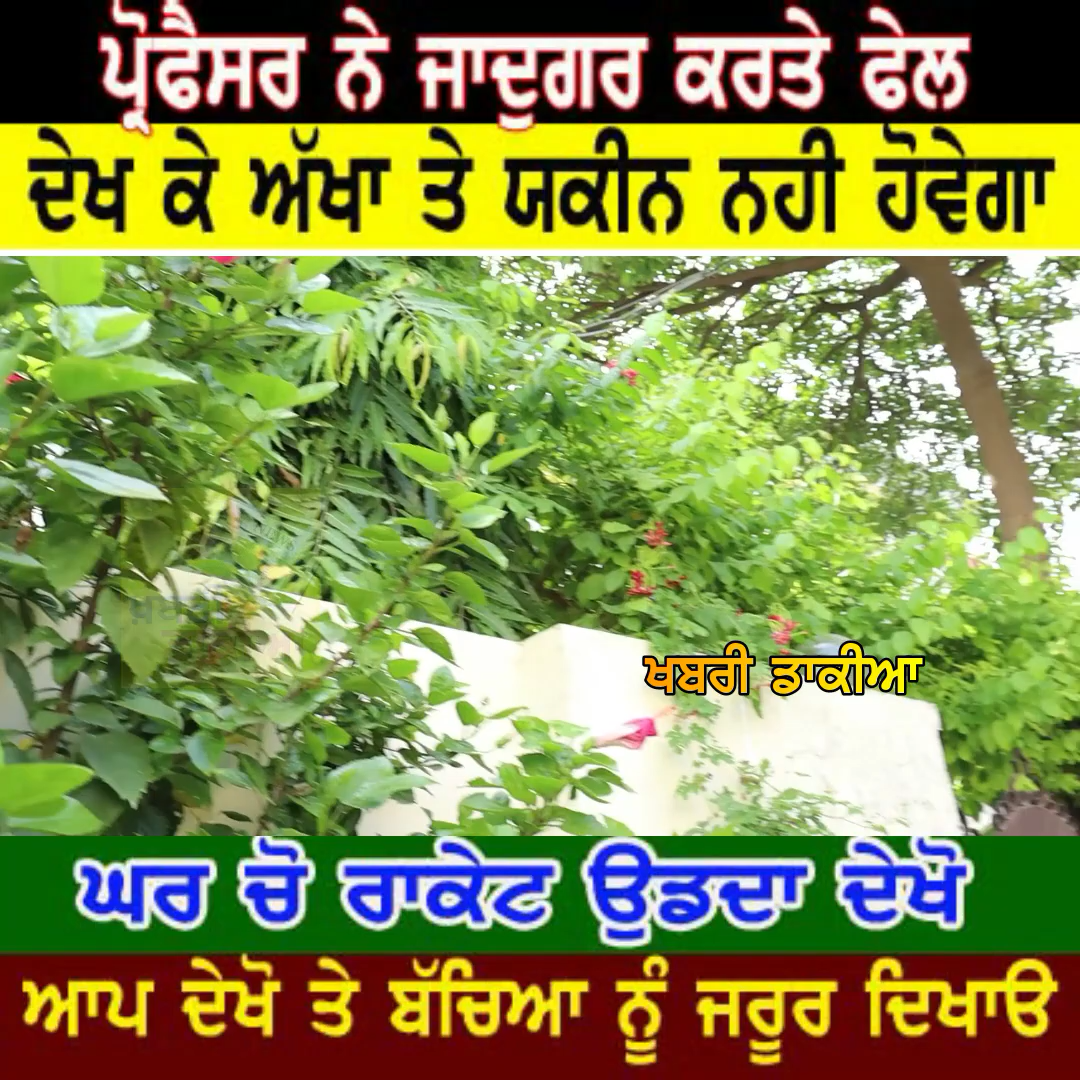 ਪ੍ਰੋਫੈਸਰ ਨੇ ਜਾਦੂਗਰ ਕਰਤੇ ਫੇਲ
ਦੇਖ ਕੇ ਅੱਖਾ ਤੇ ਯਕੀਨ ਨਹੀ ਹੋਵੇਗਾ
ਖਬਰੀ ਡਾਕੀਆ
ਘਰ ਚੋ ਰਾਕੇਟ ਉਡਦਾ ਦੇਖੋ
ਆਪ ਦੇਖੋ ਤੇ ਬੱਚਿਆ ਨੂੰ ਜਰੂਰ ਦਿਖਾਓ